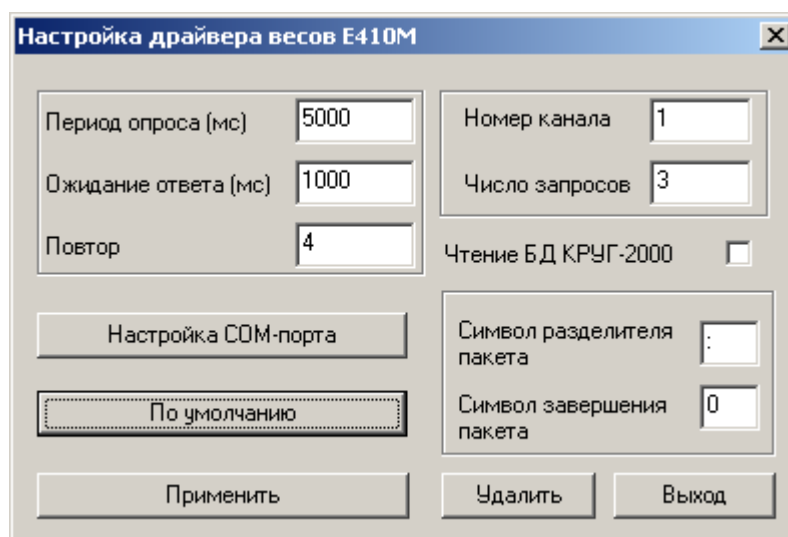 Настройка драйвера весов E410M
Период опроса (мс) 5000
Ожидание ответа (мс) 1000
Повтор 4
Номер канала 1
Число запросов 3
Чтение БД КРУГ-2000
Настройка COM-порта
По умолчанию
Применить
Символ разделителя
пакета :
Символ завершения
пакета 0
Удалить
Выход